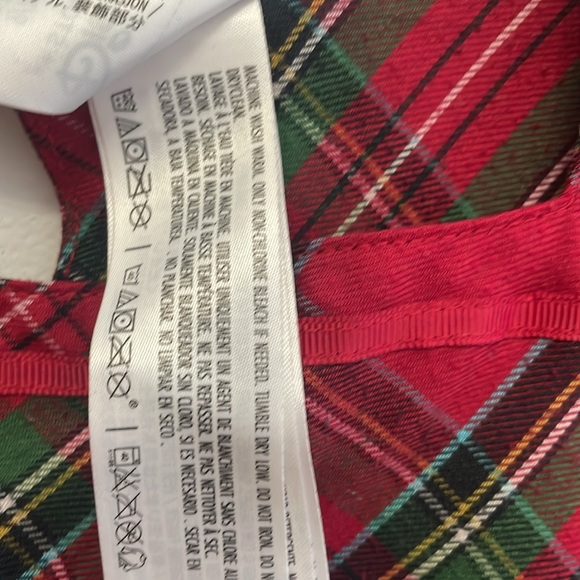 MACHINE WASH WARM, ONLY NON-CHLORINE BLEACH IF NEEDED, TUMBLE DRY LOW, DO NOT IRON, DO N
DRYCLEAN.
LAVAGE À L'EAU TIÈDE EN MACHINE, UTILISER UNIQUEMENT UN AGENT DE BLANCHIMENT SANS CHLORE AU
BESOIN, SÉCHAGE EN MACHINE À BASSE TEMPÉRATURE, NE PAS REPASSER, NE PAS NETTOYER À SEC.
LAVADO A MÁQUINA EN CALIENTE, SOLAMENTE BLANQUEADOR SIN CLORO, SI ES NECESARIO, SECAR EN
SECADORA, A BAJA TEMPERATURA, NO PLANCHAR, NO LIMPIAR EN SECO.